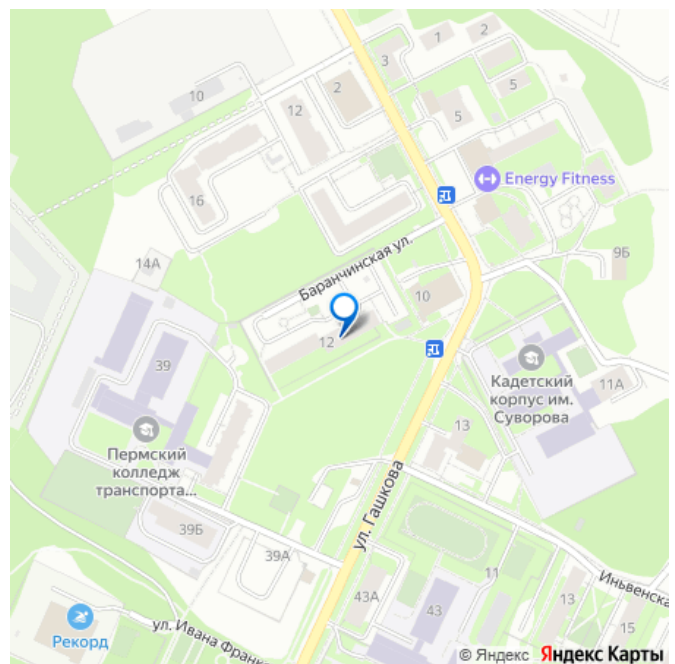 1
2
3
2
5
10
12
5
Energy Fitness
16
Баранчинская ул.
9Б
14А
10
12
39
Кадетский
корпус им.
Суворова
11А
13
Пермский
колледж
транспорта...
ул. Гашкова
39Б
39А
11
Иньвенска
43А
43
13
15
Рекорд
ул. Ивана Франк
© Яндекс Яндекс Карты